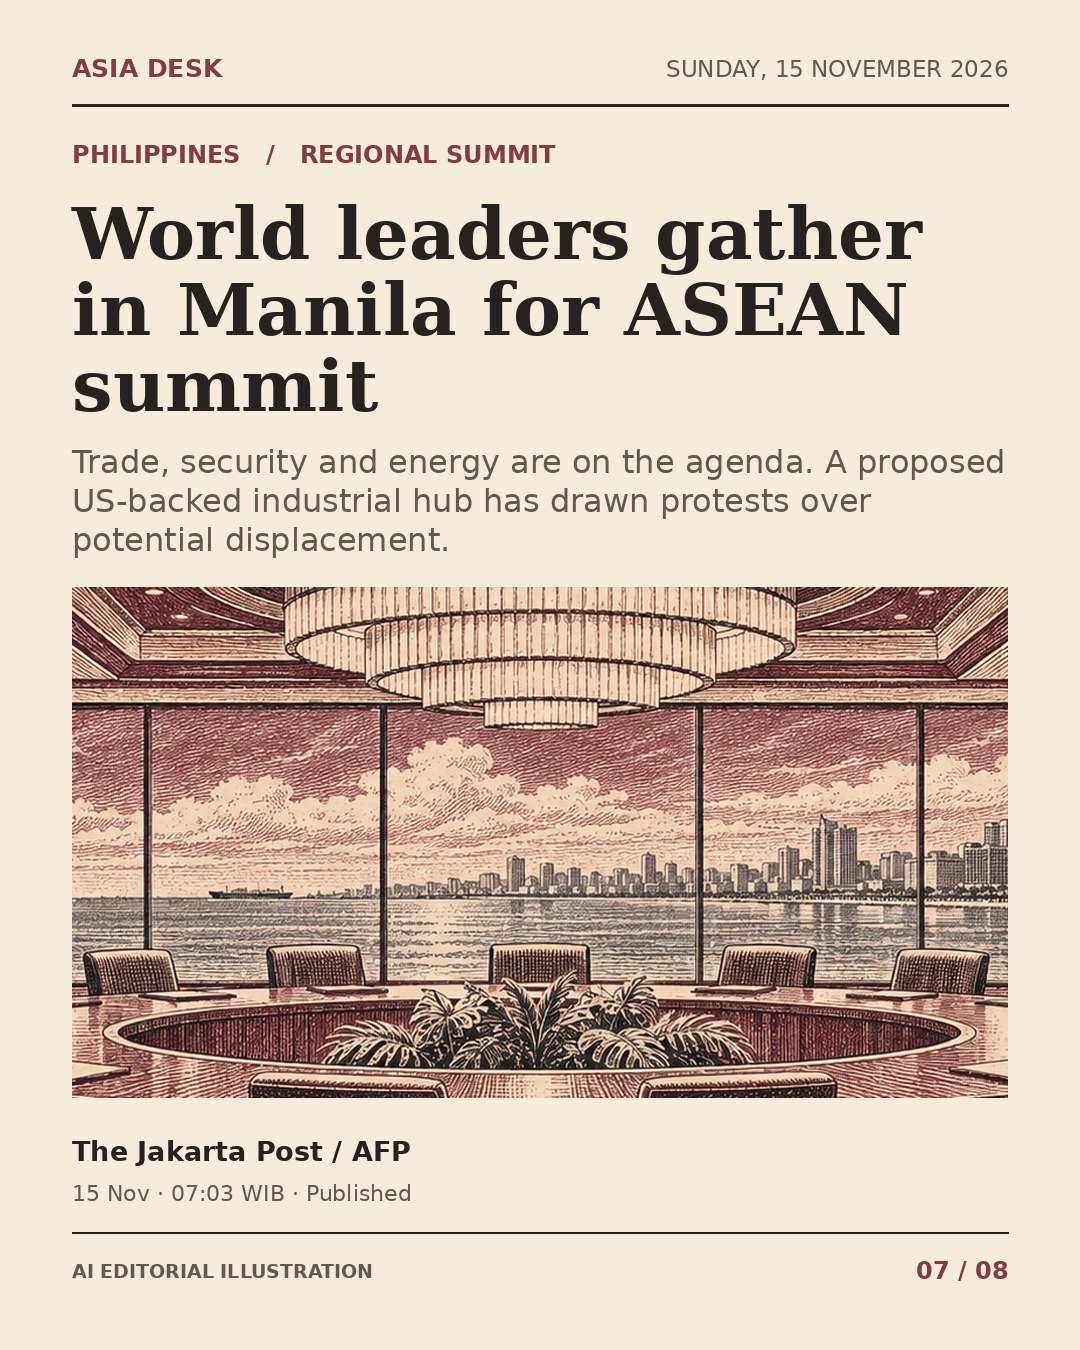 ASIA DESK
SUNDAY, 15 NOVEMBER 2026
PHILIPPINES / REGIONAL SUMMIT
World leaders gather
in Manila for ASEAN
summit
Trade, security and energy are on the agenda. A proposed
US-backed industrial hub has drawn protests over
potential displacement.
The Jakarta Post / AFP
15 Nov · 07:03 WIB · Published
AI EDITORIAL ILLUSTRATION
07 / 08